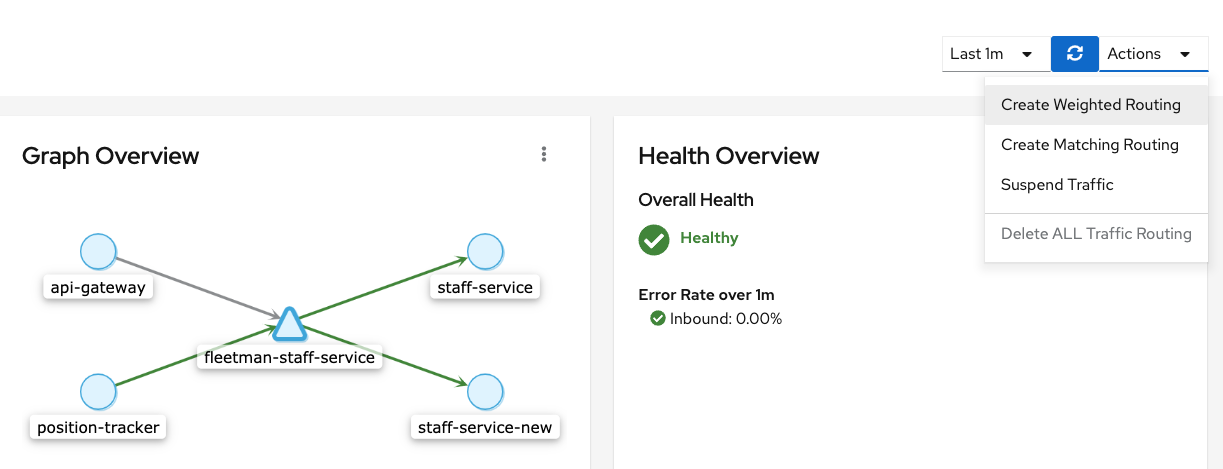 Last 1m
Actions
Create Weighted Routing
Create Matching Routing
Suspend Traffic
Delete ALL Traffic Routing
Graph Overview
api-gateway
staff-service
fleetman-staff-service
position-tracker
staff-service-new
Health Overview
Overall Health
Healthy
Error Rate over 1m
Inbound: 0.00%